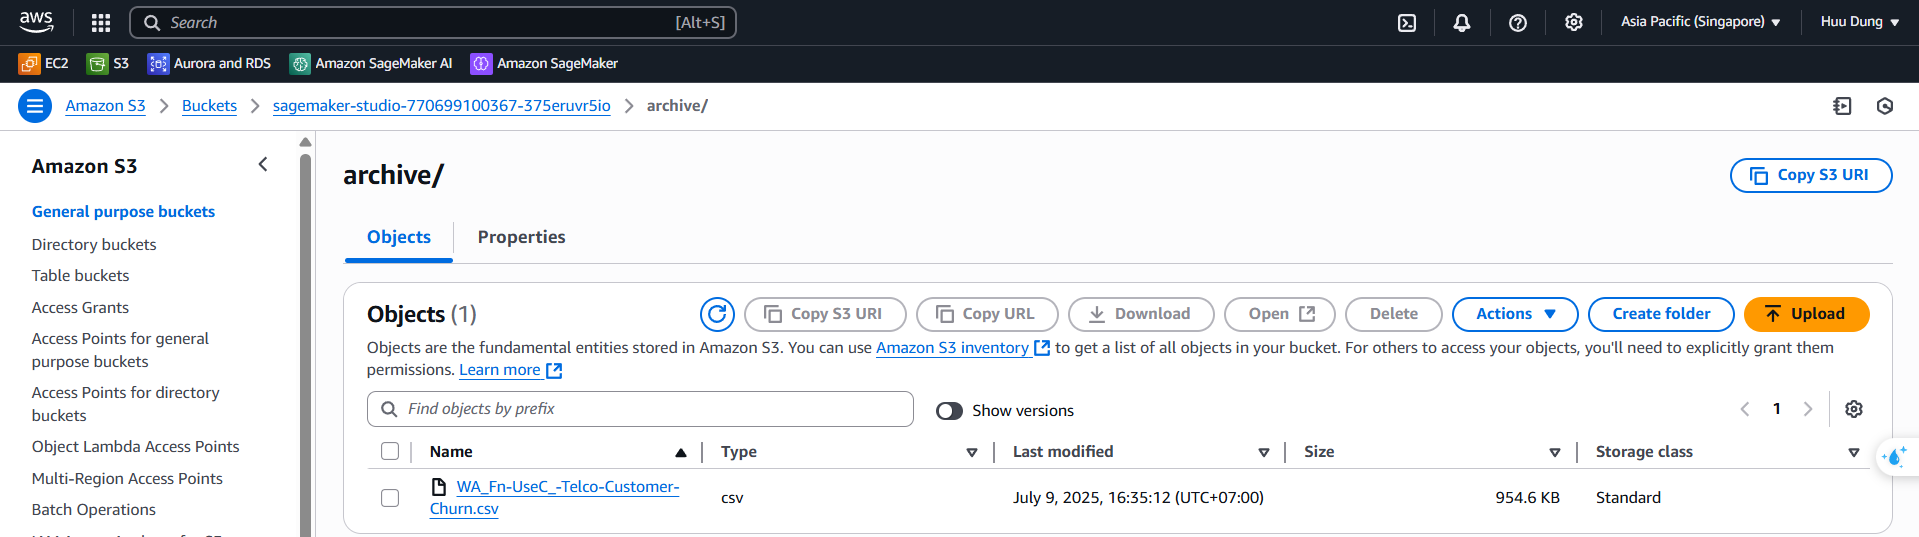 aws
Search [Alt+S]
Asia Pacific (Singapore) Huu Dung
EC2 S3 Aurora and RDS Amazon SageMaker AI Amazon SageMaker
Amazon S3 Buckets sagemaker-studio-770699100367-375eruvr5io archive/
Amazon S3
General purpose buckets
Directory buckets
Table buckets
Access Grants
Access Points for general
purpose buckets
Access Points for directory
buckets
Object Lambda Access Points
Multi-Region Access Points
Batch Operations
archive/
Copy S3 URI
Objects Properties
Objects (1)
Copy S3 URI Copy URL Download Open Delete Actions Create folder Upload
Objects are the fundamental entities stored in Amazon S3. You can use Amazon S3 inventory to get a list of all objects in your bucket. For others to access your objects, you'll need to explicitly grant them
permissions. Learn more
Find objects by prefix
Show versions
1
Name Type Last modified Size Storage class
WA_Fn-UseC_-Telco-Customer-
Churn.csv
csv July 9, 2025, 16:35:12 (UTC+07:00) 954.6 KB Standard